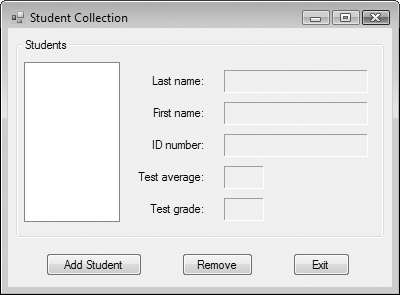 Student Collection
Students
Last name:
First name:
ID number:
Test average:
Test grade:
Add Student Remove Exit